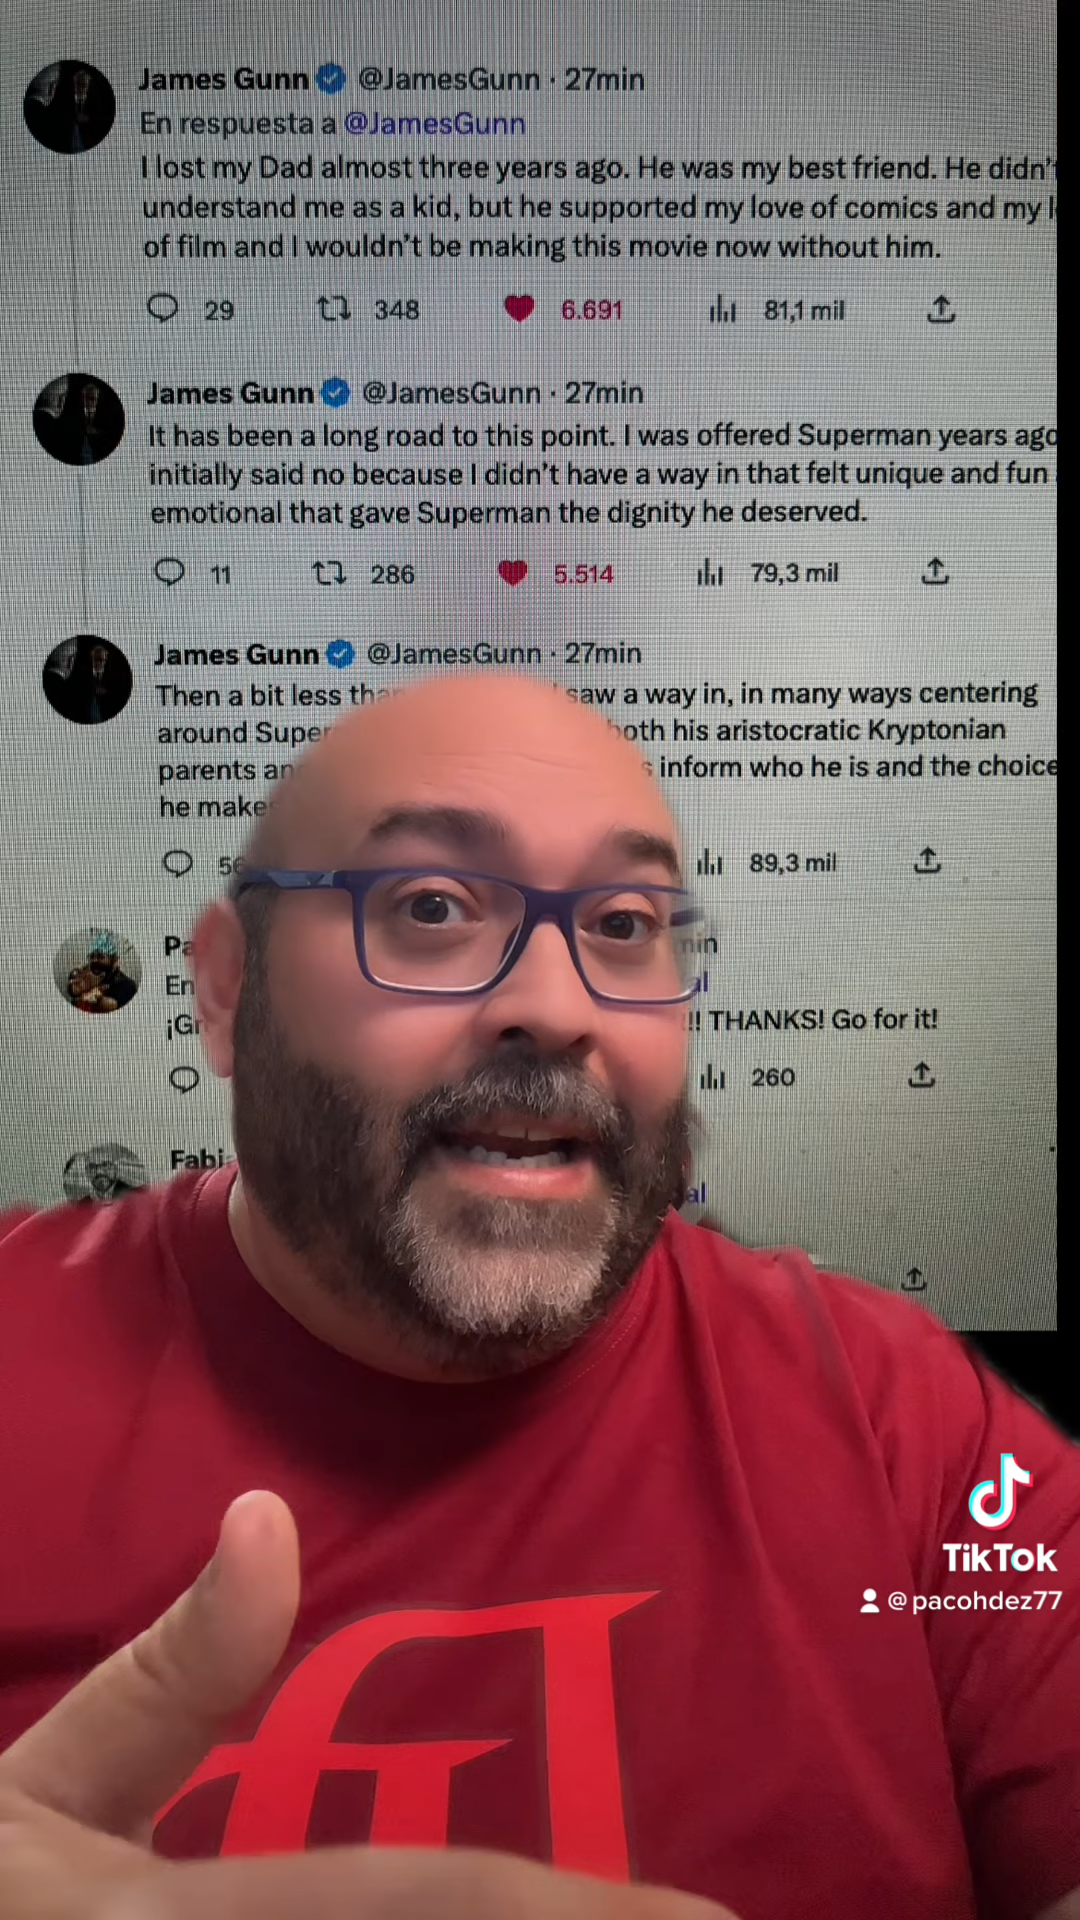 James Gunn @JamesGunn · 27min
En respuesta a @JamesGunn
I lost my Dad almost three years ago. He was my best friend. He didn'
understand me as a kid, but he supported my love of comics and my
of film and I wouldn't be making this movie now without him.
29 348 6.691 81,1 mil
James Gunn @JamesGunn · 27min
It has been a long road to this point. I was offered Superman years ago
initially said no because I didn't have a way in that felt unique and fun
emotional that gave Superman the dignity he deserved.
11 286 5.514 79,3 mil
James Gunn @JamesGunn · 27min
Then a bit less saw a way in, in many ways centering
around his aristocratic Kryptonian
parents inform who he is and the choice
he make
89,3 mil
min
En
!! THANKS! Go for it!
260
Fabi
al
TikTok
@pacohdez77